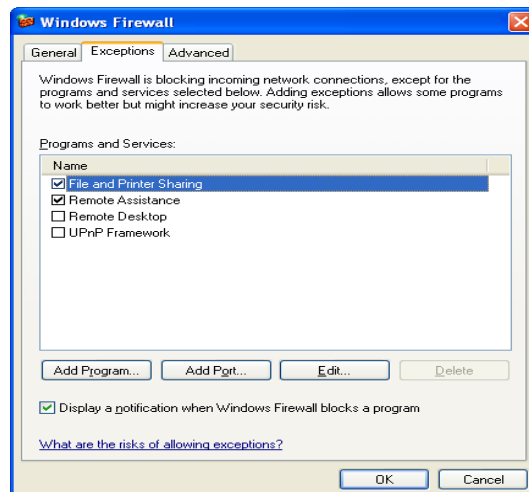 Windows Firewall
General Exceptions Advanced
Windows Firewall is blocking incoming network connections, except for the
programs and services selected below. Adding exceptions allows some programs
to work better but might increase your security risk.
Programs and Services:
Name
File and Printer Sharing
Remote Assistance
Remote Desktop
UPnP Framework
Add Program... Add Port... Edit... Delete
Display a notification when Windows Firewall blocks a program
What are the risks of allowing exceptions?
OK Cancel